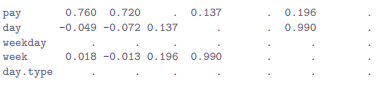 pay 0.760 0.720 . 0.137 . 0.196 .
day -0.049 -0.072 0.137 . . 0.990 .
weekday . . . . . . .
week 0.018 -0.013 0.196 0.990 . . .
day.type . . . . . . .